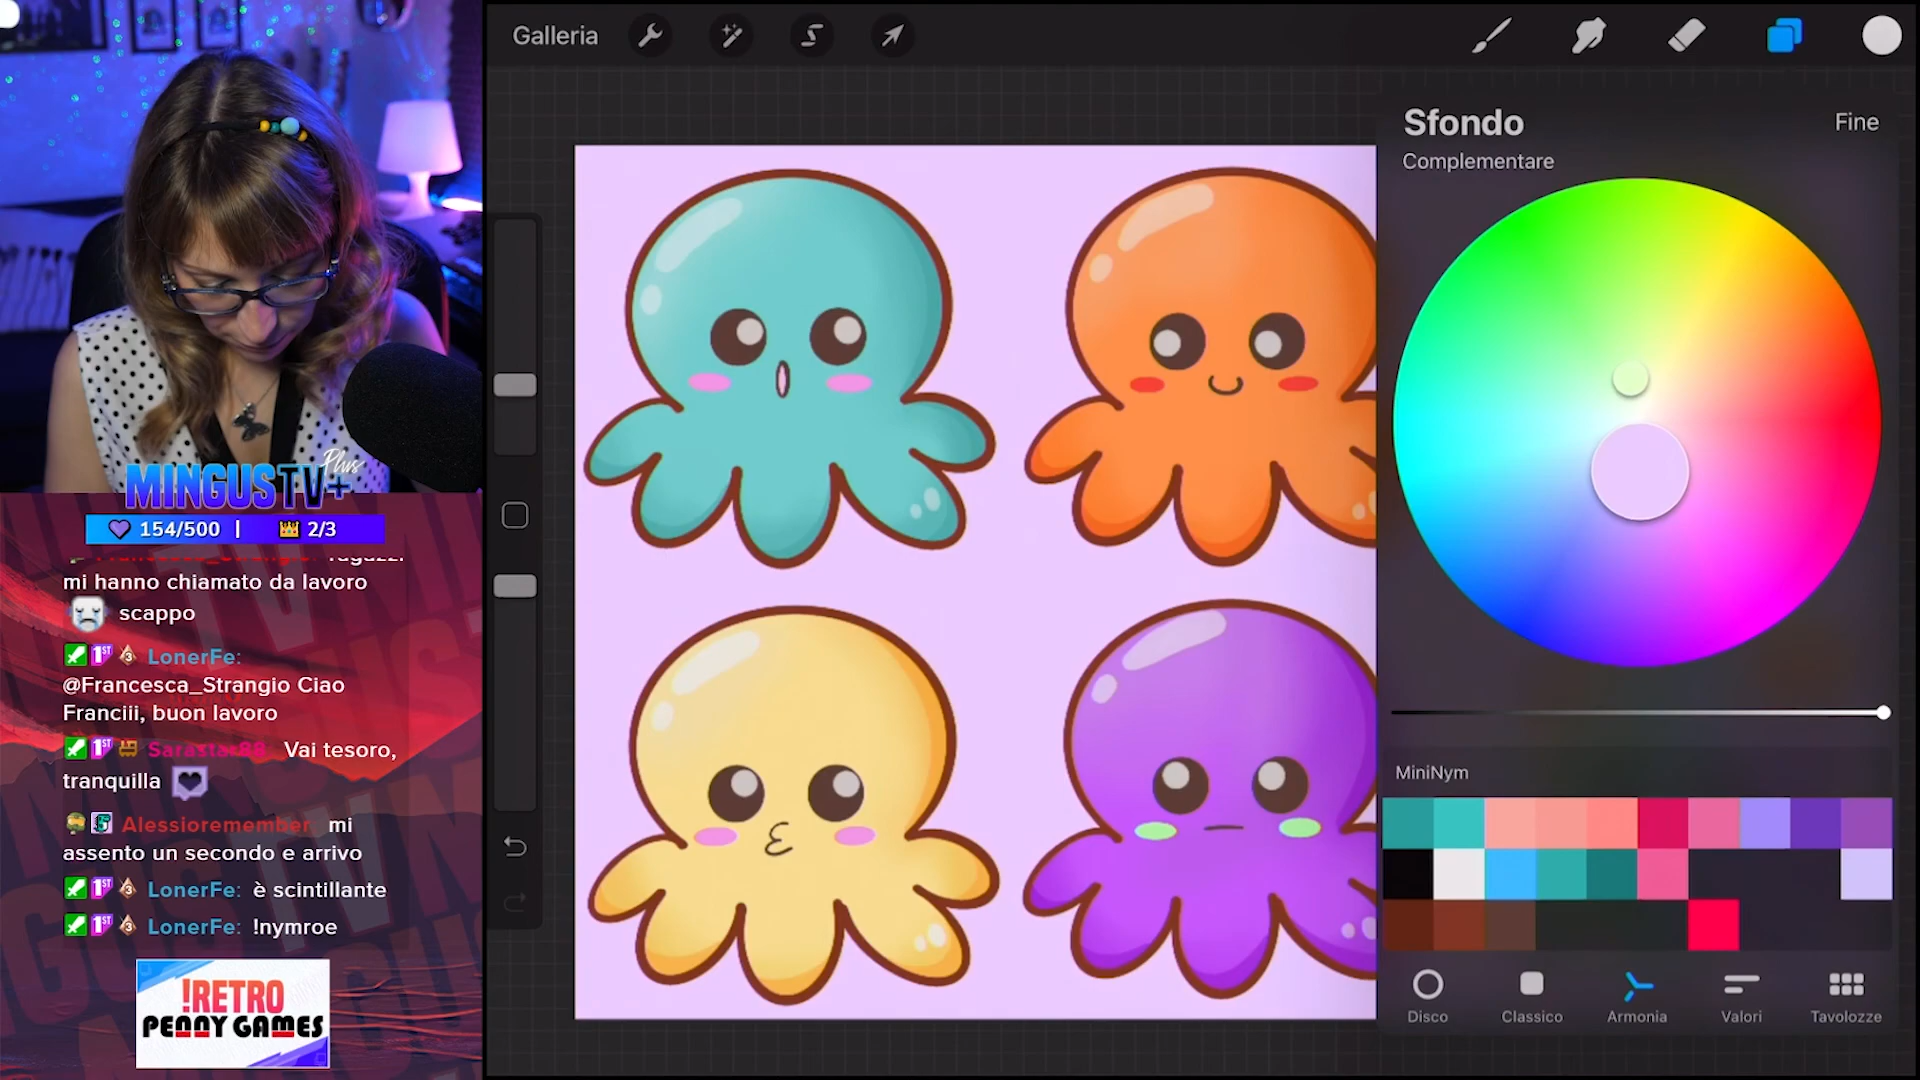 Galleria
Sfondo
Fine
Complementare
MiniNym
Disco
Classico
Armonia
Valori
Tavolozze
MINGUSTV+
Plus
154/500 | 2/3
mi hanno chiamato da lavoro
scappo
LonerFe:
@Francesca_Strangio Ciao
Franciii, buon lavoro
Sarastar88 Vai tesoro,
tranquilla
Alessioremember mi
assento un secondo e arrivo
LonerFe: è scintillante
LonerFe: !nymroe
!RETRO
PENNY GAMES